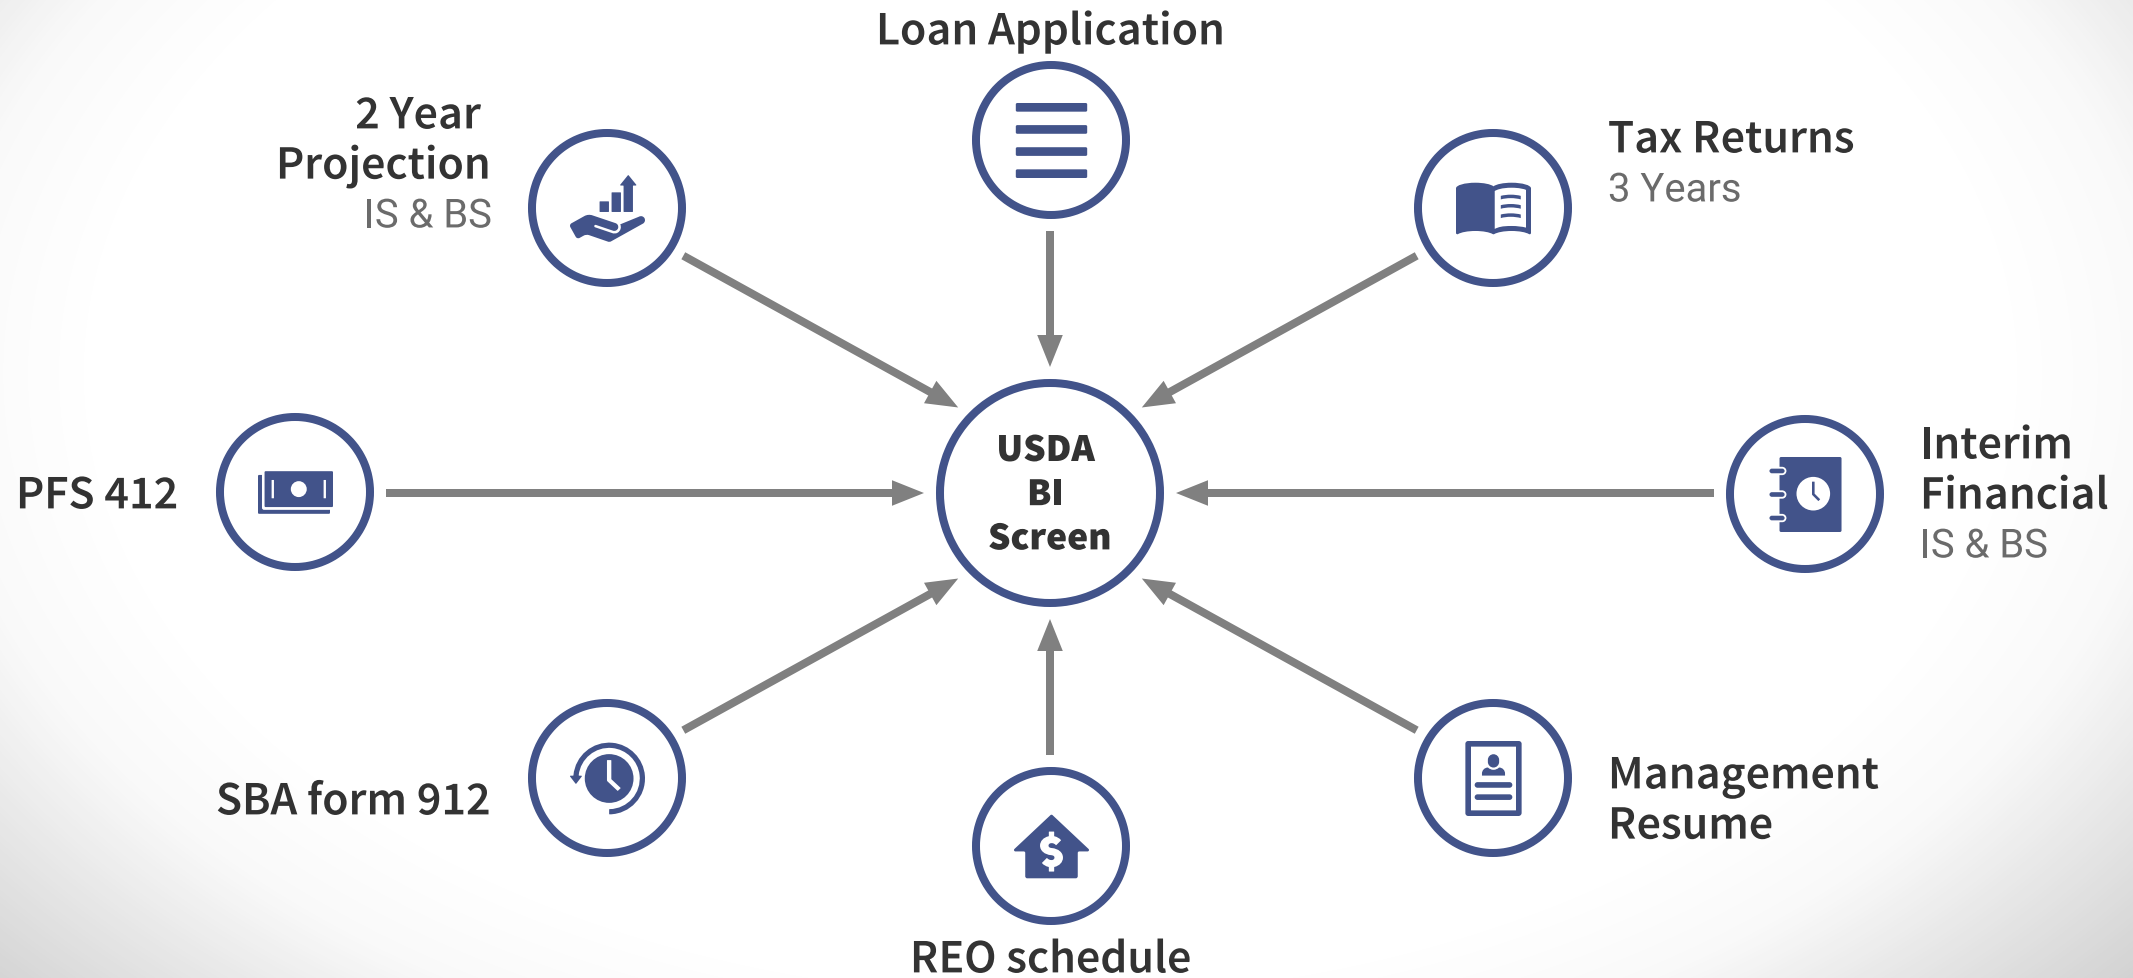 Loan Application
2 Year
Projection
IS & BS
Tax Returns
3 Years
USDA
BI
Screen
PFS 412
Interim
Financial
IS & BS
SBA form 912
Management
Resume
$
REO schedule